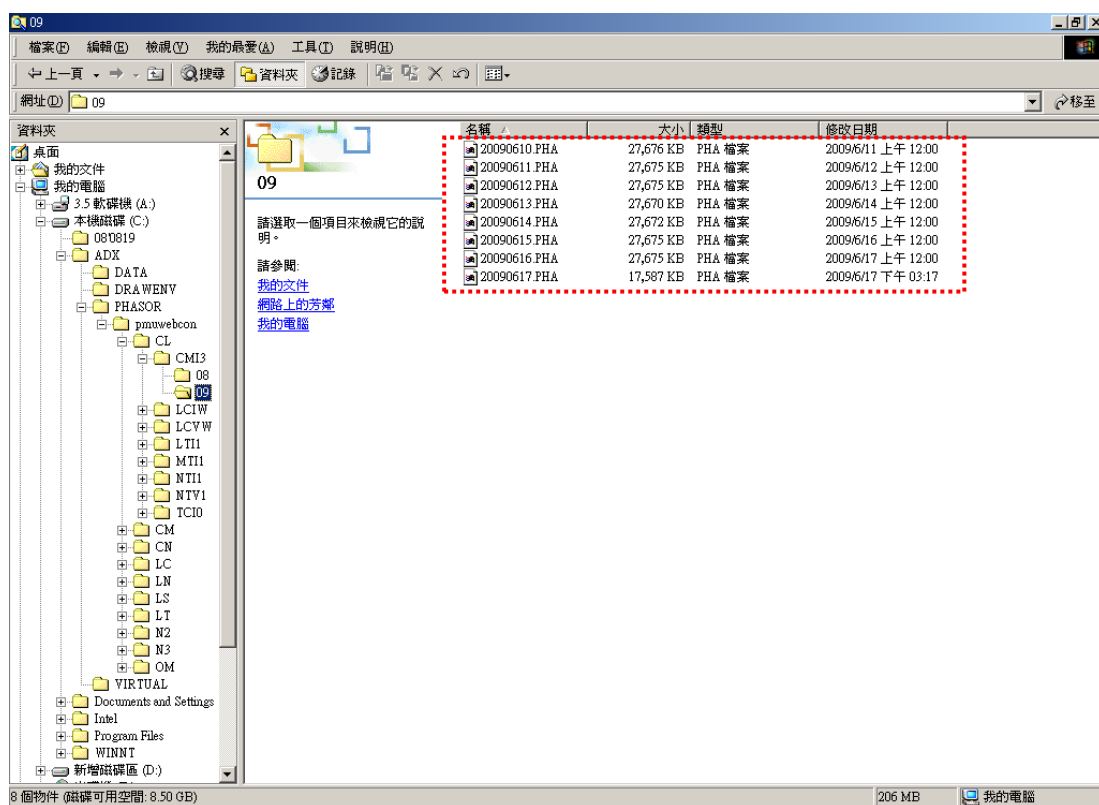 09
檔案(F) 編輯(E) 檢視(V) 我的最愛(A) 工具(T) 說明(H)
上一頁 搜尋 資料夾 記錄
網址(D) 09 移至
資料夾
桌面
我的文件
我的電腦
3.5 軟碟機 (A:)
本機磁碟 (C:)
080819
ADX
DATA
DRAWENV
PHASOR
pmuwebcon
CL
CMI3
08
09
LCIW
LCVW
LTI1
MTI1
NTI1
NTV1
TCI0
CM
CN
LC
LN
LS
LT
N2
N3
OM
VIRTUAL
Documents and Settings
Intel
Program Files
WINNT
新增磁碟區 (D:)
09
請選取一個項目來檢視它的說
明。
請參閱:
我的文件
網路上的芳鄰
我的電腦
名稱 大小 類型 修改日期
20090610.PHA 27,676 KB PHA 檔案 2009/6/11 上午 12:00
20090611.PHA 27,675 KB PHA 檔案 2009/6/12 上午 12:00
20090612.PHA 27,675 KB PHA 檔案 2009/6/13 上午 12:00
20090613.PHA 27,670 KB PHA 檔案 2009/6/14 上午 12:00
20090614.PHA 27,672 KB PHA 檔案 2009/6/15 上午 12:00
20090615.PHA 27,675 KB PHA 檔案 2009/6/16 上午 12:00
20090616.PHA 27,675 KB PHA 檔案 2009/6/17 上午 12:00
20090617.PHA 17,587 KB PHA 檔案 2009/6/17 下午 03:17
8 個物件 (磁碟可用空間: 8.50 GB) 206 MB 我的電腦